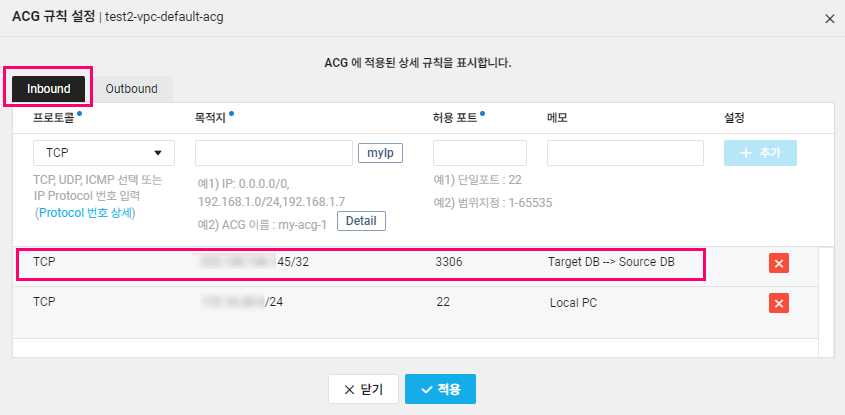 ACG 규칙 설정 | test2-vpc-default-acg
ACG 에 적용된 상세 규칙을 표시합니다.
Inbound Outbound
프로토콜 목적지 허용 포트 메모 설정
TCP myIp + 추가
TCP, UDP, ICMP 선택 또는
IP Protocol 번호 입력
(Protocol 번호 상세)
예1) IP: 0.0.0.0/0,
192.168.1.0/24,192.168.1.7
예2) ACG 이름 : my-acg-1 Detail
예1) 단일포트 : 22
예2) 범위지정 : 1-65535
TCP 45/32 3306 Target DB --> Source DB
TCP /24 22 Local PC
닫기 적용